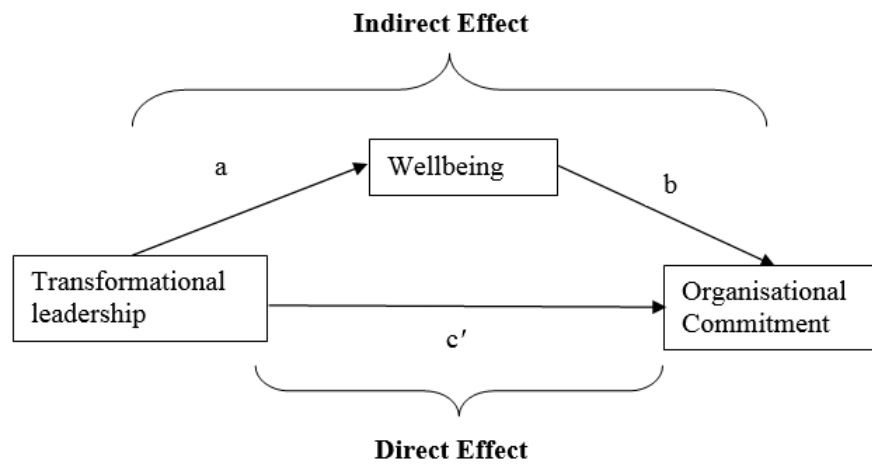 Indirect Effect
a
Wellbeing
b
Transformational
leadership
Organisational
Commitment
c′
Direct Effect